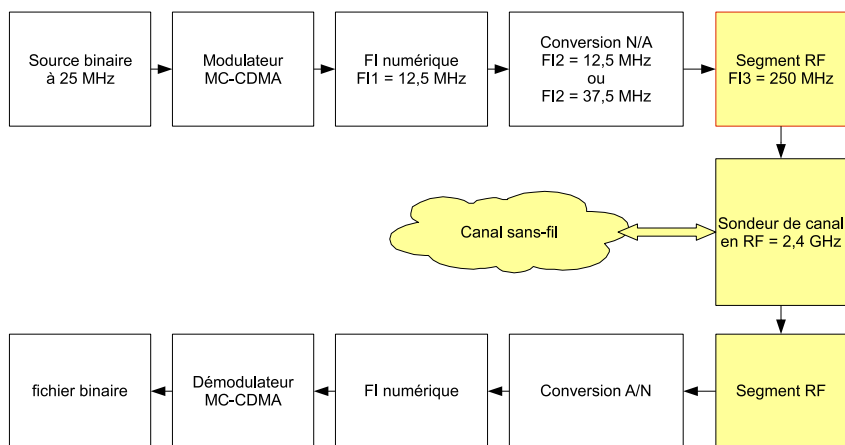 Source binaire
à 25 MHz
Modulateur
MC-CDMA
FI numérique
FI1 = 12,5 MHz
Conversion N/A
FI2 = 12,5 MHz
ou
FI2 = 37,5 MHz
Segment RF
FI3 = 250 MHz
Canal sans-fil
Sondeur de canal
en RF = 2,4 GHz
fichier binaire
Démodulateur
MC-CDMA
FI numérique
Conversion A/N
Segment RF